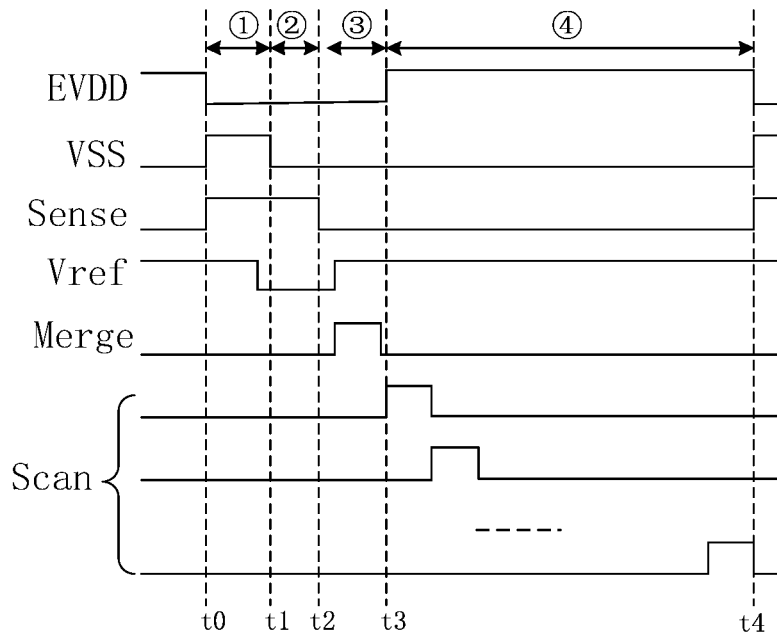 ① ② ③ ④
EVDD
VSS
Sense
Vref
Merge
Scan
t0 t1 t2 t3 t4